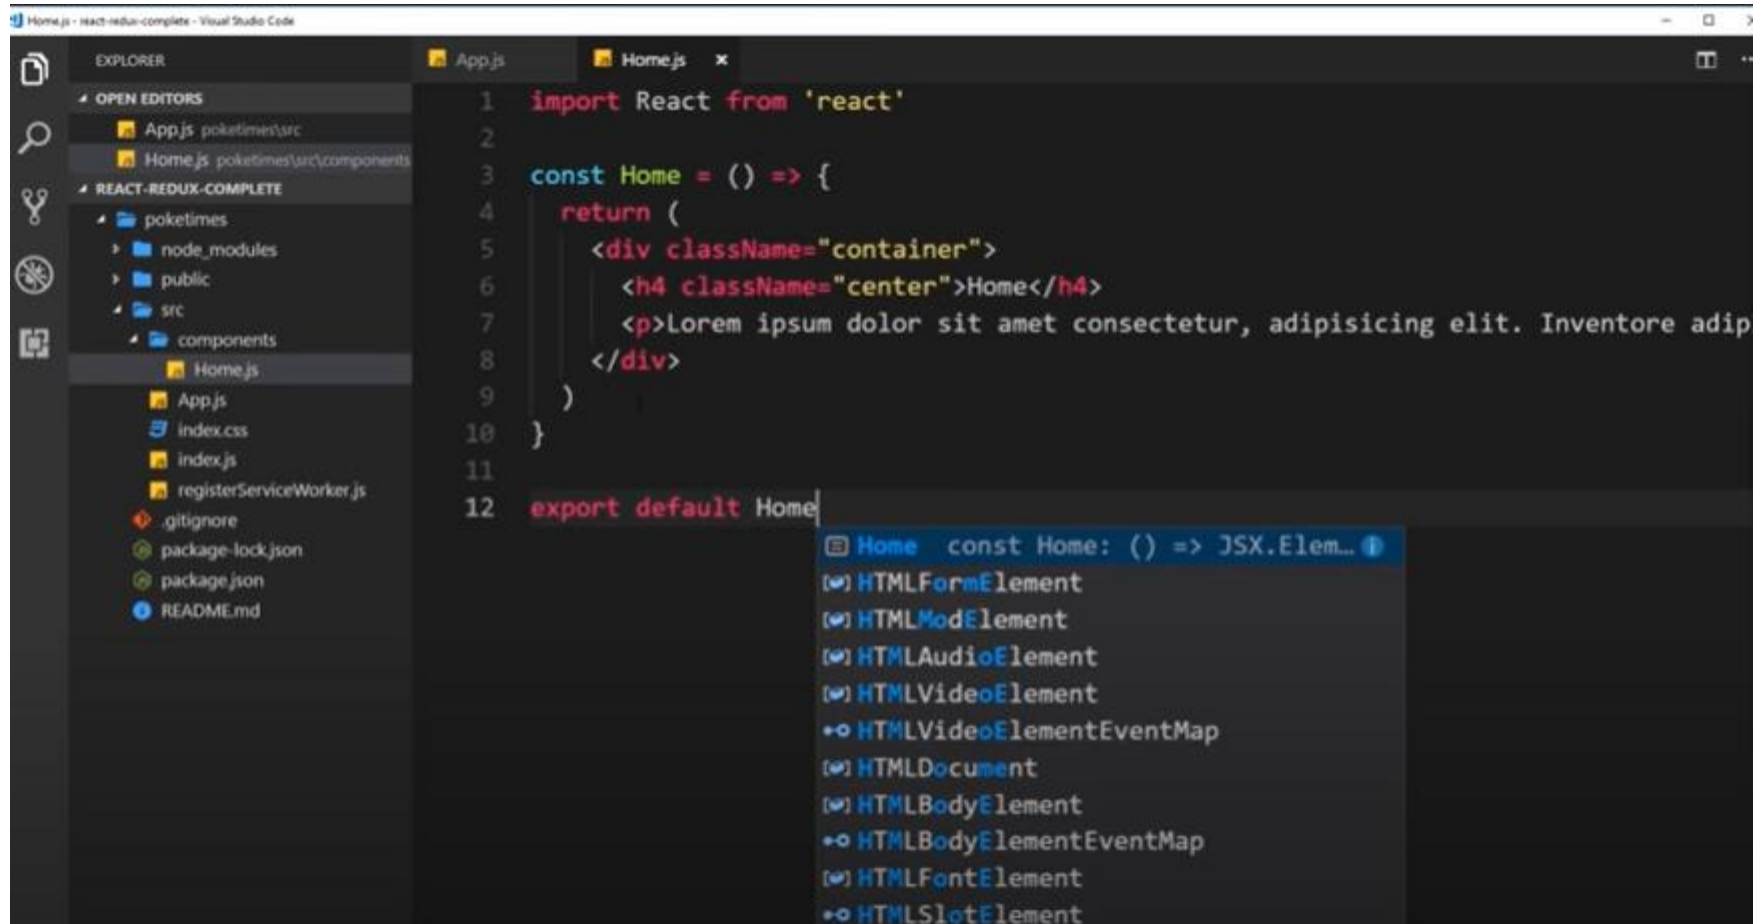 Home.js - react-redux-complete - Visual Studio Code
EXPLORER
OPEN EDITORS
App.js poketimes\src
Home.js poketimes\src\components
REACT-REDUX-COMPLETE
poketimes
node_modules
public
src
components
Home.js
App.js
index.css
index.js
registerServiceWorker.js
.gitignore
package-lock.json
package.json
README.md
App.js Home.js
1 import React from 'react'
2
3 const Home = () => {
4 return (
5 <div className="container">
6 <h4 className="center">Home</h4>
7 <p>Lorem ipsum dolor sit amet consectetur, adipisicing elit. Inventore adip
8 </div>
9 )
10 }
11
12 export default Home
Home const Home: () => JSX.Elem…
HTMLFormElement
HTMLModElement
HTMLAudioElement
HTMLVideoElement
HTMLVideoElementEventMap
HTMLDocument
HTMLBodyElement
HTMLBodyElementEventMap
HTMLFontElement
HTMLSlotElement